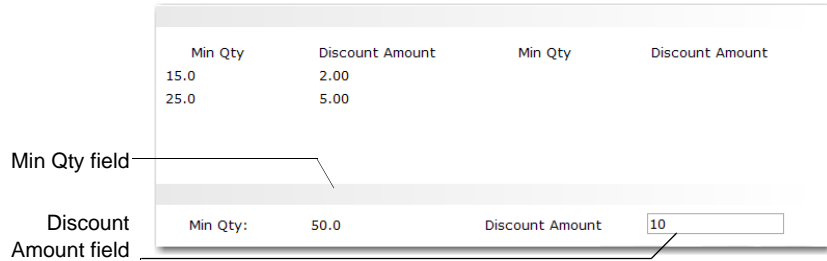 Min Qty Discount Amount Min Qty Discount Amount
15.0 2.00
25.0 5.00
Min Qty field
Min Qty: 50.0 Discount Amount 10
Discount
Amount field